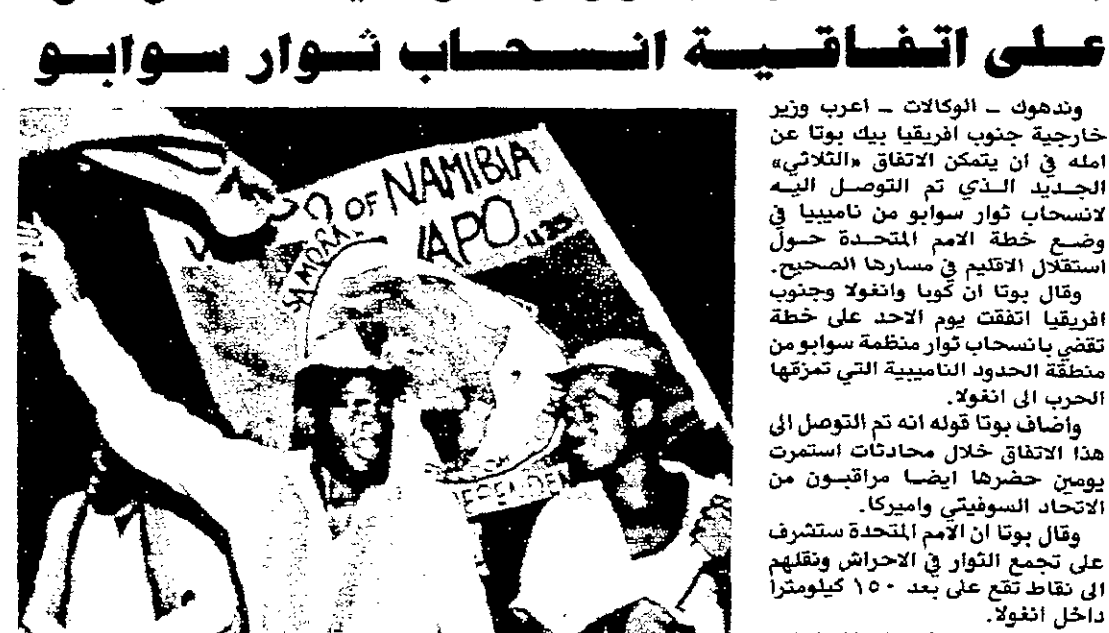 على اتفاقية انسحاب ثوار سوابو
وندهوك - الوكالات - اعرب وزير
خارجية جنوب افريقيا بيك بوتا عن
امله في ان يتمكن الاتفاق «الثلاثي»
الجديد الذي تم التوصل اليه
لانسحاب ثوار سوابو من ناميبيا في
وضع خطة الامم المتحدة حول
استقلال الاقليم في مسارها الصحيح.
وقال بوتا ان كوبا وانغولا وجنوب
افريقيا اتفقت يوم الاحد على خطة
تقضي بانسحاب ثوار منظمة سوابو من
منطقة الحدود الناميبية التي تمزقها
الحرب الى انغولا.
واضاف بوتا قوله انه تم التوصل الى
هذا الاتفاق خلال محادثات استمرت
يومين حضرها ايضا مراقبون من
الاتحاد السوفيتي واميركا.
وقال بوتا ان الامم المتحدة ستشرف
على تجمع الثوار في الاحراش ونقلهم
الى نقاط تقع على بعد ١٥٠ كيلومترا
داخل انغولا.
OF NAMIBIA